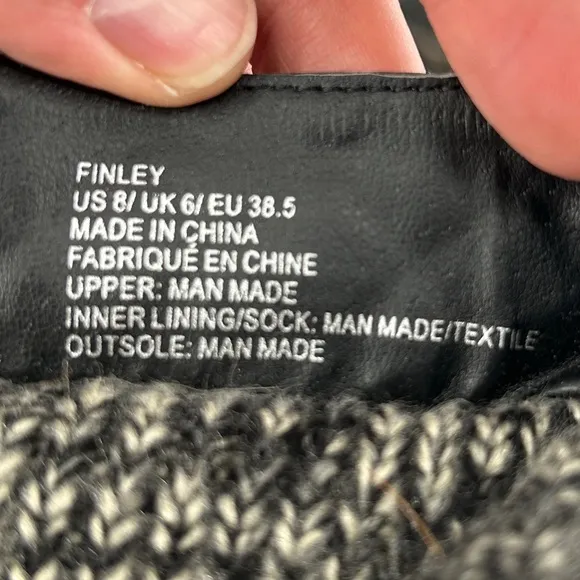 FINLEY
US 8/ UK 6/ EU 38.5
MADE IN CHINA
FABRIQUÉ EN CHINE
UPPER: MAN MADE
INNER LINING/SOCK: MAN MADE/TEXTILE
OUTSOLE: MAN MADE